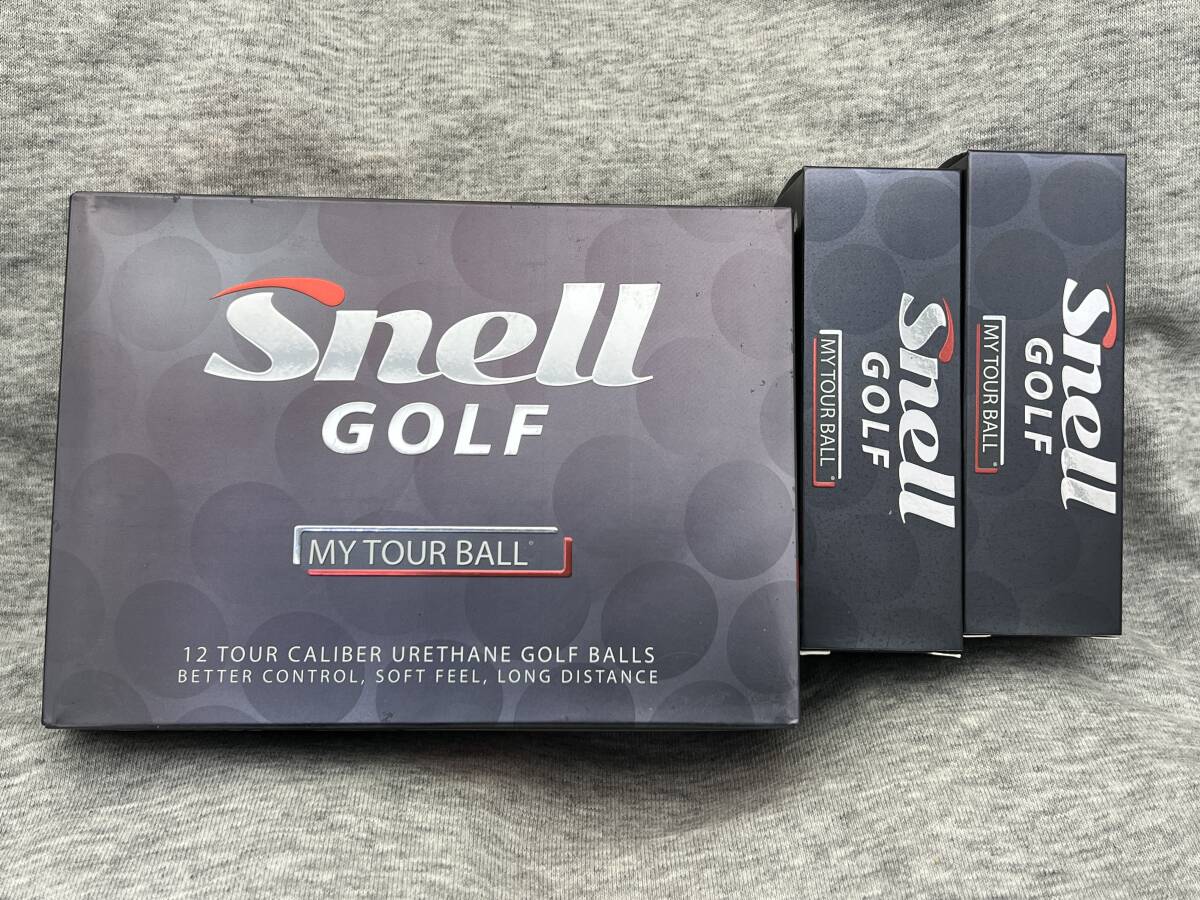 Snell
GOLF
MY TOUR BALL®
12 TOUR CALIBER URETHANE GOLF BALLS
BETTER CONTROL, SOFT FEEL, LONG DISTANCE
Snell
GOLF
MY TOUR BALL®
Snell
GOLF
MY TOUR BALL®